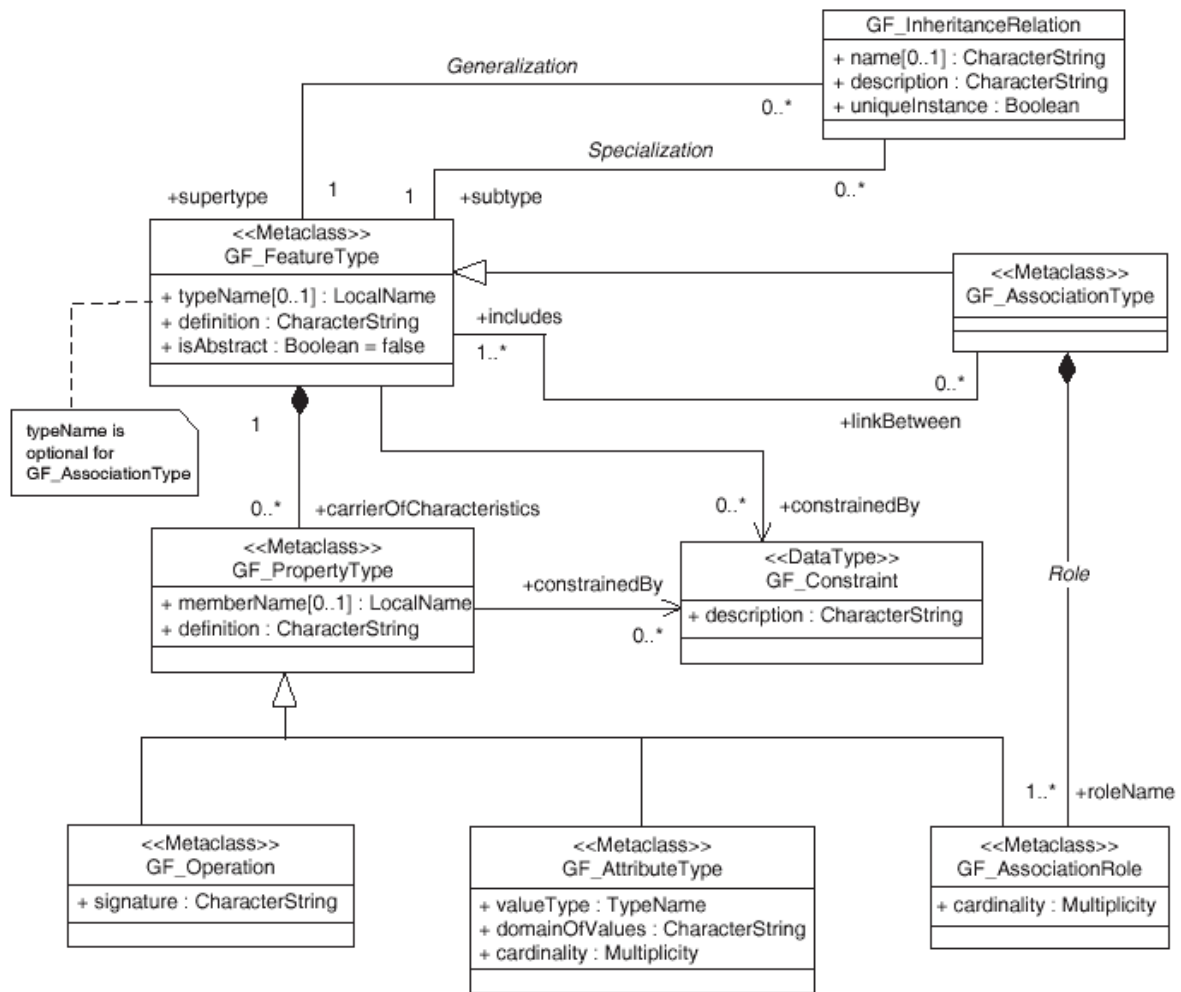 GF_InheritanceRelation
+ name[0..1] : CharacterString
+ description : CharacterString
+ uniqueInstance : Boolean
Generalization
0..*
Specialization
0..*
+supertype
1
1
+subtype
<<Metaclass>>
GF_FeatureType
+ typeName[0..1] : LocalName
+ definition : CharacterString
+ isAbstract : Boolean = false
<<Metaclass>>
GF_AssociationType
+includes
1..*
0..*
+linkBetween
typeName is
optional for
GF_AssociationType
1
0..*
+carrierOfCharacteristics
0..*
+constrainedBy
<<Metaclass>>
GF_PropertyType
+ memberName[0..1] : LocalName
+ definition : CharacterString
+constrainedBy
0..*
<<DataType>>
GF_Constraint
+ description : CharacterString
Role
1..*
+roleName
<<Metaclass>>
GF_Operation
+ signature : CharacterString
<<Metaclass>>
GF_AttributeType
+ valueType : TypeName
+ domainOfValues : CharacterString
+ cardinality : Multiplicity
<<Metaclass>>
GF_AssociationRole
+ cardinality : Multiplicity